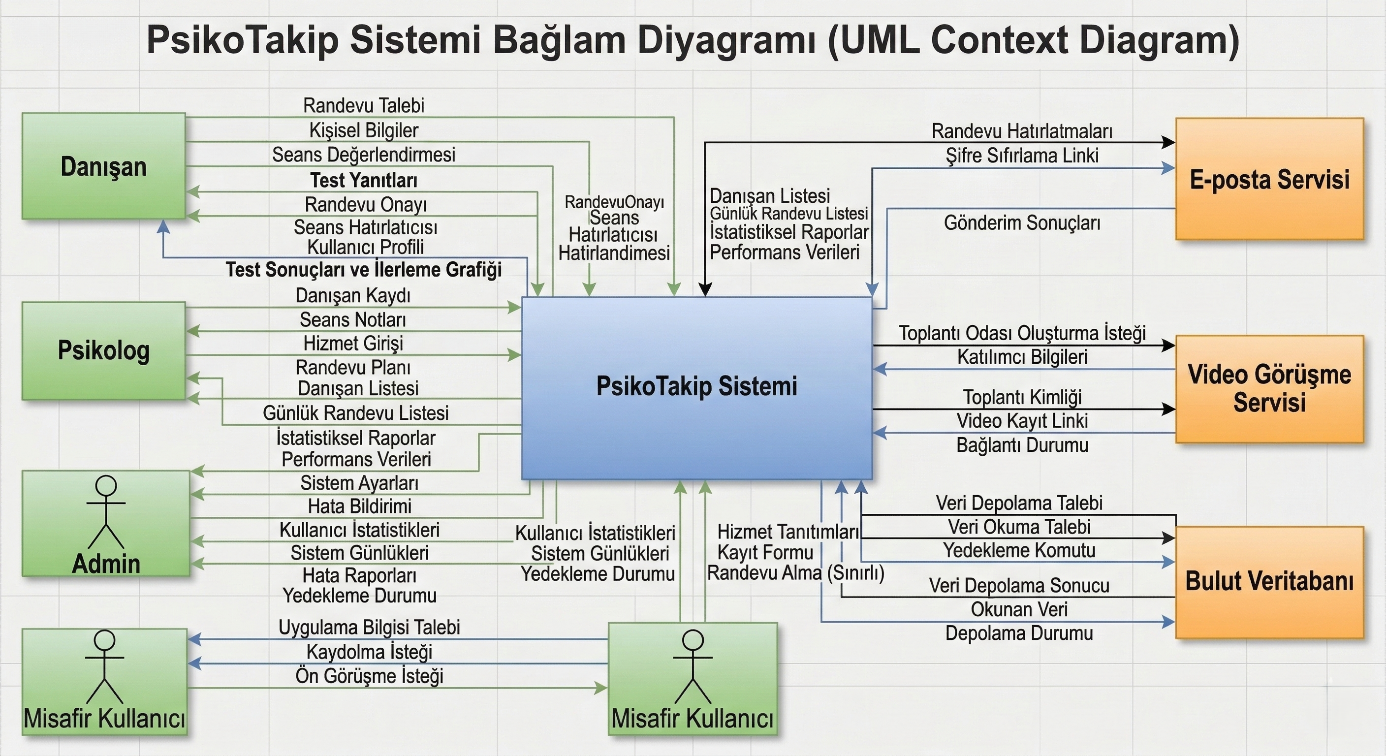 PsikoTakip Sistemi Bağlam Diyagramı (UML Context Diagram)
Danışan
Randevu Talebi
Kişisel Bilgiler
Seans Değerlendirmesi
Test Yanıtları
Randevu Onayı
Seans Hatırlatıcısı
Kullanıcı Profili
Test Sonuçları ve İlerleme Grafiği
RandevuOnayı
Seans
Hatırlatıcısı
Hatirlandimesi
Danışan Listesi
Günlük Randevu Listesi
İstatistiksel Raporlar
Performans Verileri
Randevu Hatırlatmaları
Şifre Sıfırlama Linki
Gönderim Sonuçları
E-posta Servisi
Psikolog
Danışan Kaydı
Seans Notları
Hizmet Girişi
Randevu Planı
Danışan Listesi
Günlük Randevu Listesi
İstatistiksel Raporlar
Performans Verileri
PsikoTakip Sistemi
Toplantı Odası Oluşturma İsteği
Katılımcı Bilgileri
Toplantı Kimliği
Video Kayıt Linki
Bağlantı Durumu
Video Görüşme
Servisi
Admin
Sistem Ayarları
Hata Bildirimi
Kullanıcı İstatistikleri
Sistem Günlükleri
Hata Raporları
Yedekleme Durumu
Kullanıcı İstatistikleri
Sistem Günlükleri
Yedekleme Durumu
Hizmet Tanıtımları
Kayıt Formu
Randevu Alma (Sınırlı)
Veri Depolama Talebi
Veri Okuma Talebi
Yedekleme Komutu
Veri Depolama Sonucu
Okunan Veri
Depolama Durumu
Bulut Veritabanı
Misafir Kullanıcı
Uygulama Bilgisi Talebi
Kaydolma İsteği
Ön Görüşme İsteği
Misafir Kullanıcı